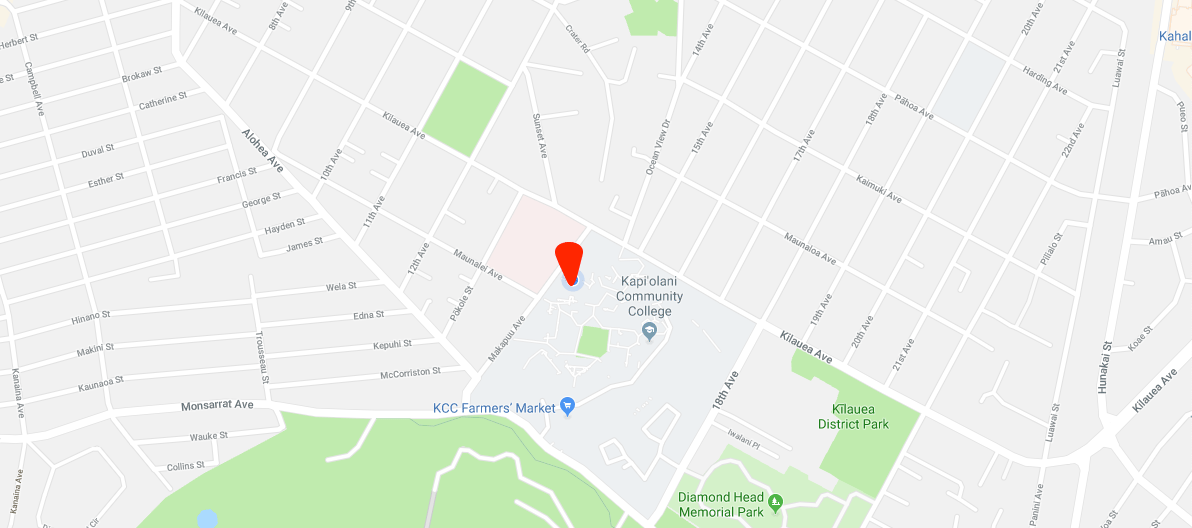 Kilauea Ave
8th Ave
9th Ave
Herbert St
Campbell Ave
Brokaw St
Catherine St
Crater Rd
14th Ave
20th Ave
21st Ave
Luawai St
Kahal
Harding Ave
Pāhoa Ave
18th Ave
Pueo St
Kilauea Ave
Alohea Ave
Sunset Ave
Ocean View Dr
15th Ave
17th Ave
22nd Ave
Duval St
Esther St
Francis St
10th Ave
George St
Hayden St
James St
11th Ave
12th Ave
Kaimuki Ave
Pāhoa A
Maunaloa Ave
Pillalo St
Arnau St
Maunalei Ave
Pōkole St
Wela St
Edna St
Kepuhi St
McCorriston St
Hinano St
Makini St
Kaunaoa St
Trousseau St
Kanaina Ave
Makapuu Ave
Kapi'olani
Community
College
Kilauea Ave
19th Ave
20th Ave
21st Ave
Koae St
Hunakai St
Kilauea Ave
Monsarrat Ave
KCC Farmers' Market
18th Ave
Kīlauea
District Park
Luawai St
Wauke St
Collins St
Iwalani Pl
Kanaina Ave
Cir
Diamond Head
Memorial Park
Panini Ave